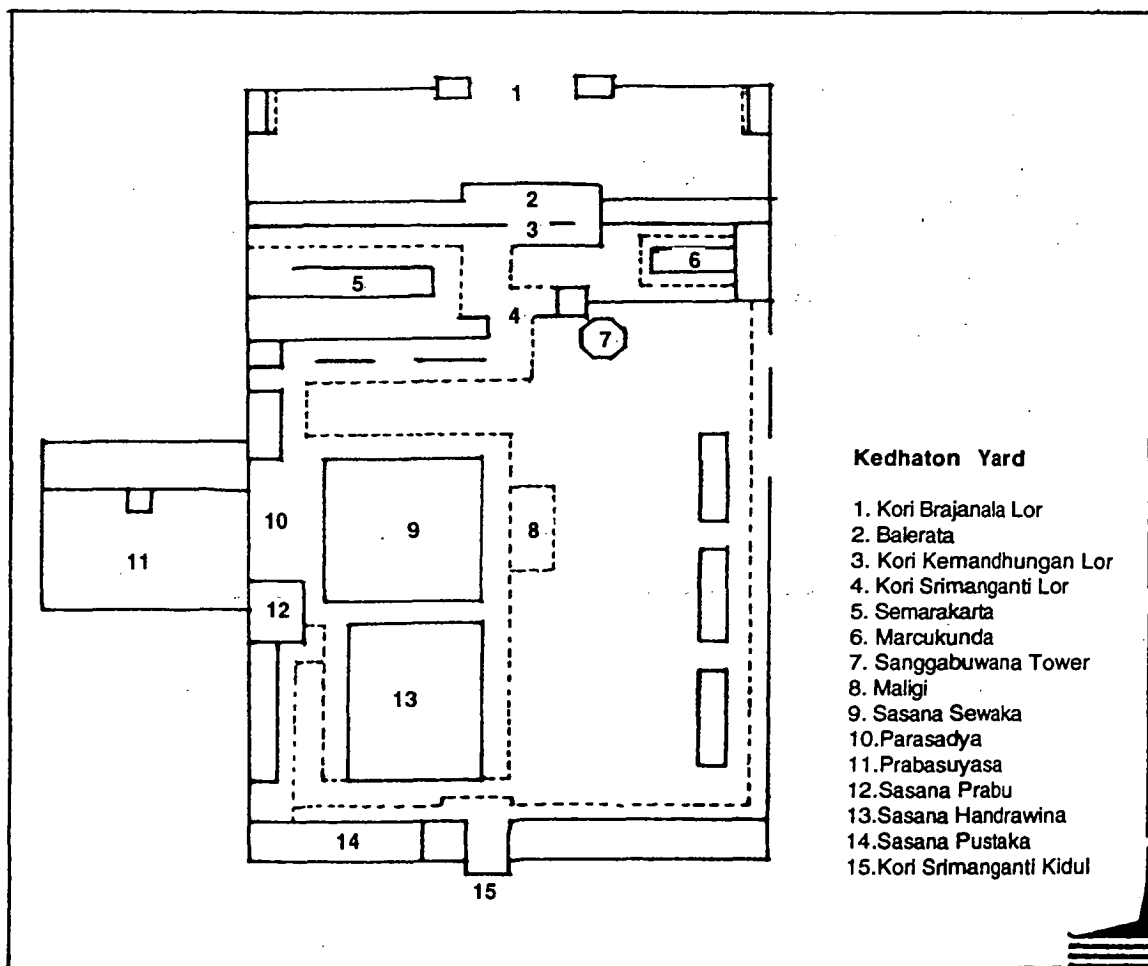 1
2
3
4
5
6
7
8
9
10
11
12
13
14
15
Kedhaton Yard
1. Kori Brajanala Lor
2. Balerata
3. Kori Kemandhungan Lor
4. Kori Srimanganti Lor
5. Semarakarta
6. Marcukunda
7. Sanggabuwana Tower
8. Maligi
9. Sasana Sewaka
10.Parasadya
11.Prabasuyasa
12.Sasana Prabu
13.Sasana Handrawina
14.Sasana Pustaka
15.Kori Srimanganti Kidul